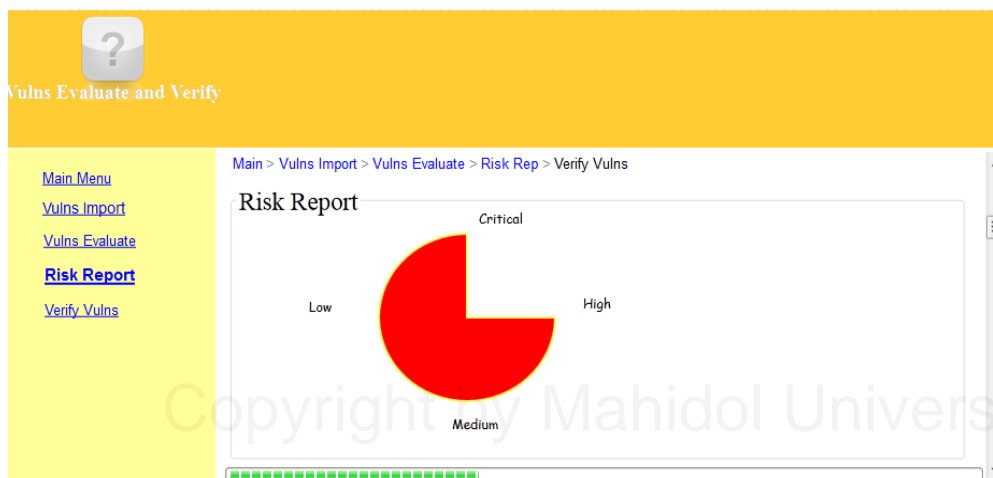 ?
Vulns Evaluate and Verify
Main > Vulns Import > Vulns Evaluate > Risk Rep > Verify Vulns
Main Menu
Vulns Import
Vulns Evaluate
Risk Report
Verify Vulns
Risk Report
Critical
Low
High
Medium
Copyright by Mahidol Univers